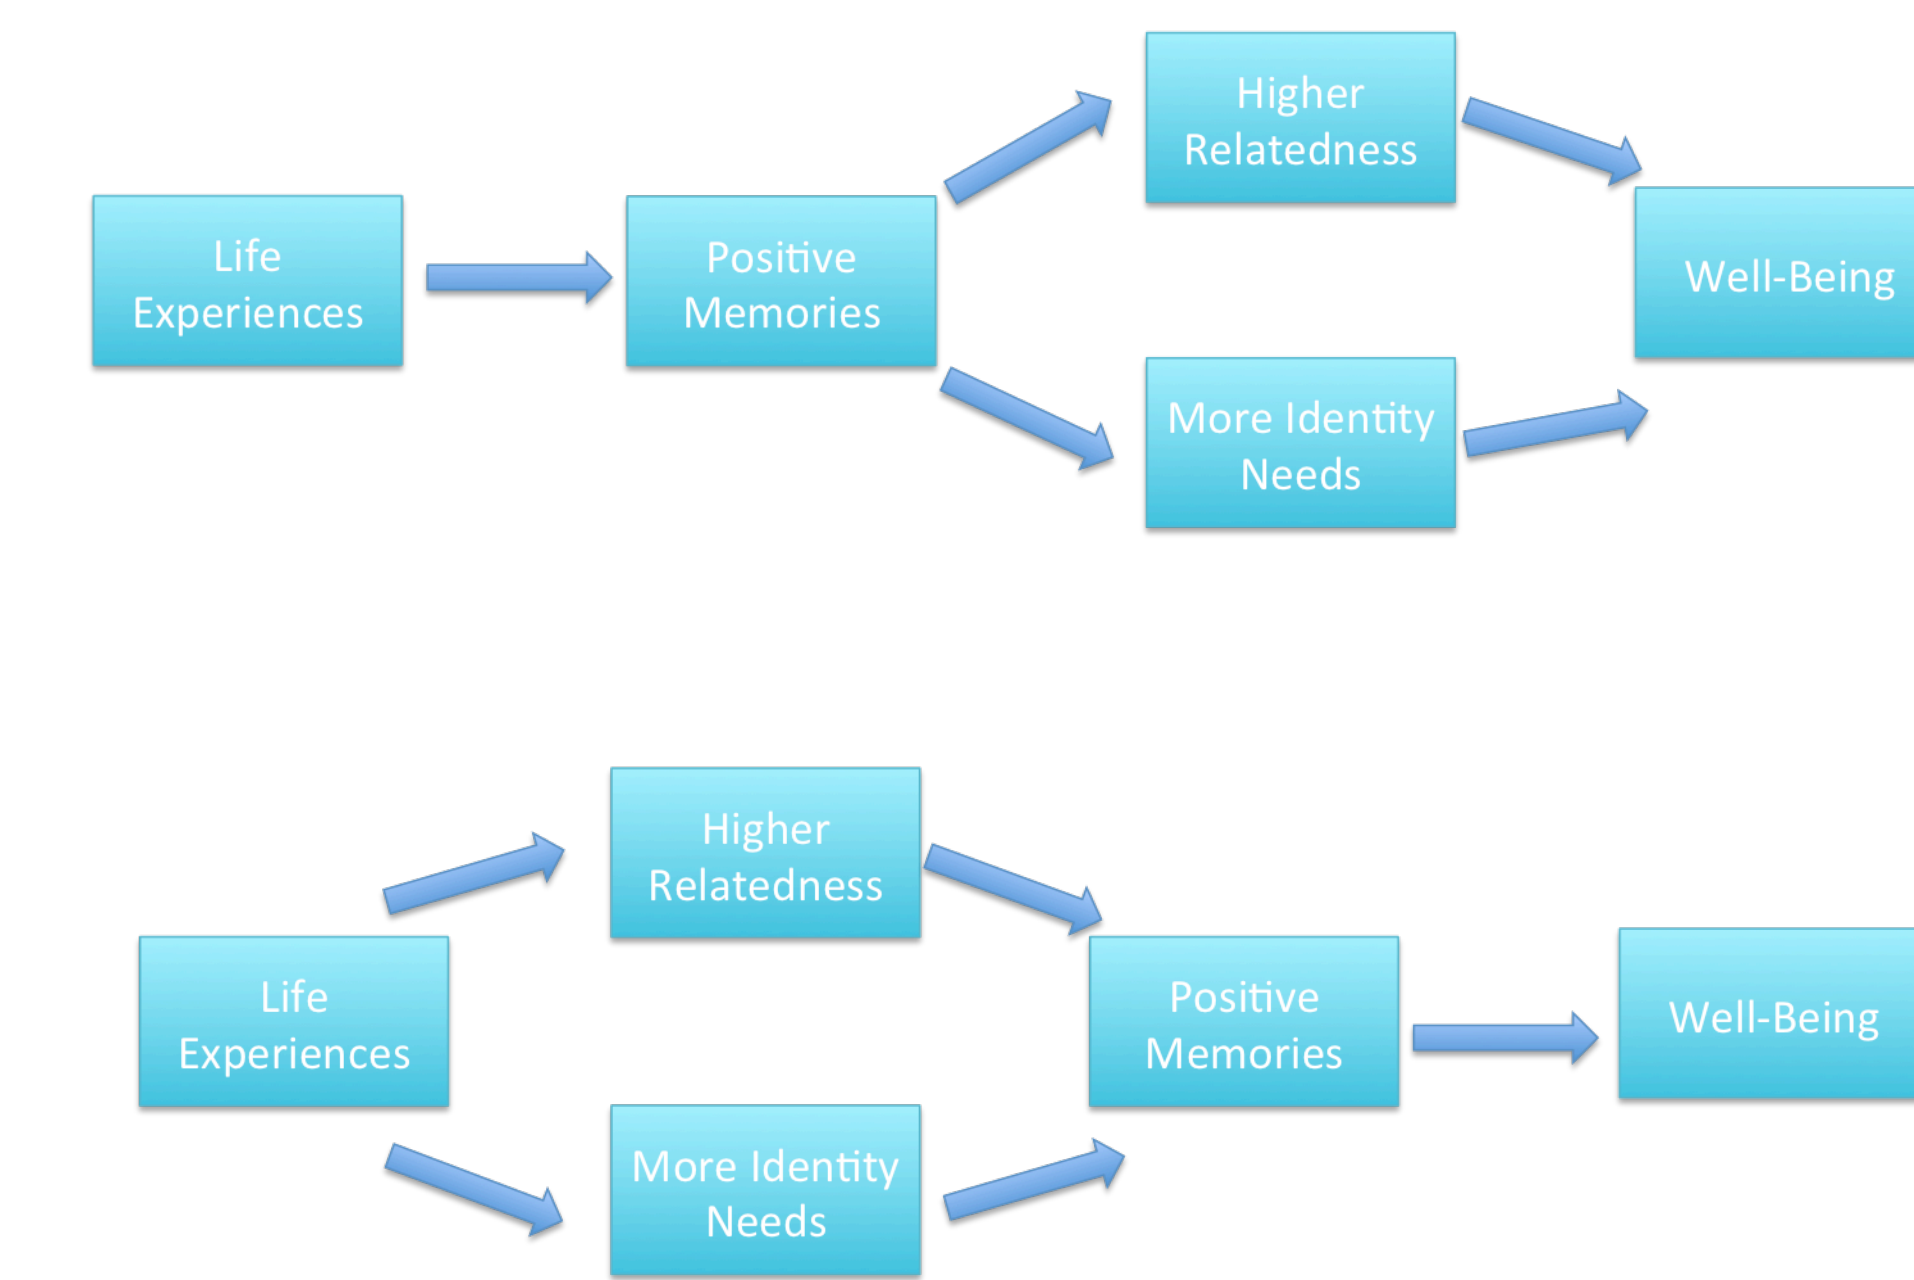 Higher
Relatedness
Life
Experiences
Positive
Memories
Well-Being
More Identity
Needs
Higher
Relatedness
Life
Experiences
Positive
Memories
Well-Being
More Identity
Needs